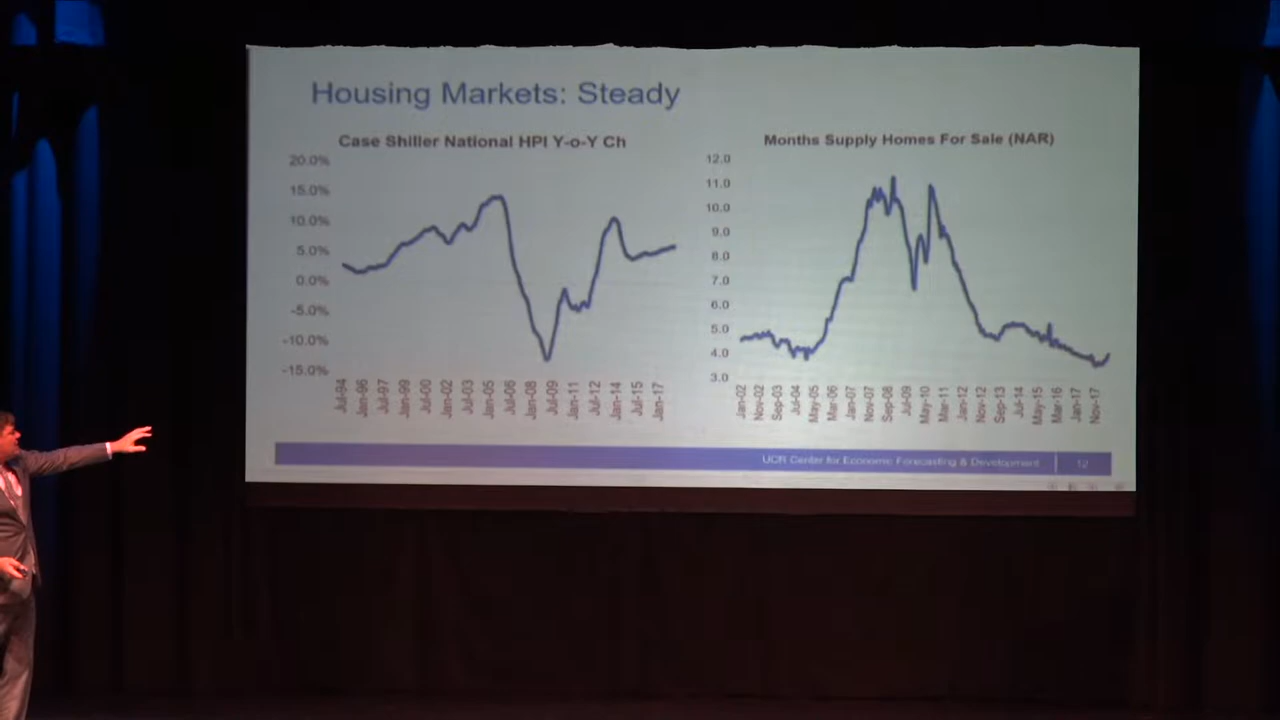 Housing Markets: Steady
Case Shiller National HPI Y-o-Y Ch
20.0%
15.0%
10.0%
5.0%
0.0%
-5.0%
-10.0%
-15.0%
Jul-94
Jan-96
Jul-97
Jan-99
Jul-00
Jan-02
Jul-03
Jan-05
Jul-06
Jan-08
Jul-09
Jan-11
Jul-12
Jan-14
Jul-15
Jan-17
Months Supply Homes For Sale (NAR)
12.0
11.0
10.0
9.0
8.0
7.0
6.0
5.0
4.0
3.0
Jan-02
Nov-02
Sep-03
Jul-04
May-05
Mar-06
Jan-07
Nov-07
Sep-08
Jul-09
May-10
Mar-11
Jan-12
Nov-12
Sep-13
Jul-14
May-15
Mar-16
Jan-17
Nov-17
UCR Center for Economic Forecasting & Development
12